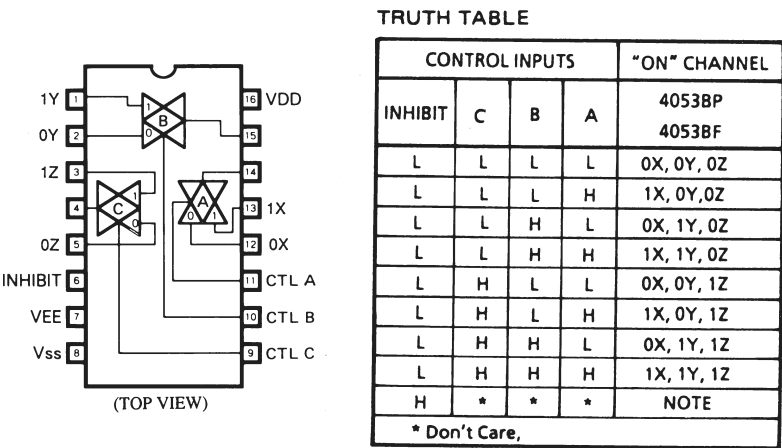 TRUTH TABLE
1Y 1 16 VDD
0Y 2 15
1Z 3 14
4 13 1X
0Z 5 12 0X
INHIBIT 6 11 CTL A
VEE 7 10 CTL B
Vss 8 9 CTL C
1
B
0
1
C
0
A
0 1
(TOP VIEW)
CONTROL INPUTS "ON" CHANNEL
INHIBIT C B A 4053BP
4053BF
L L L L 0X, 0Y, 0Z
L L L H 1X, 0Y,0Z
L L H L 0X, 1Y, 0Z
L L H H 1X, 1Y, 0Z
L H L L 0X, 0Y, 1Z
L H L H 1X, 0Y, 1Z
L H H L 0X, 1Y, 1Z
L H H H 1X, 1Y, 1Z
H * * * NOTE
* Don't Care,